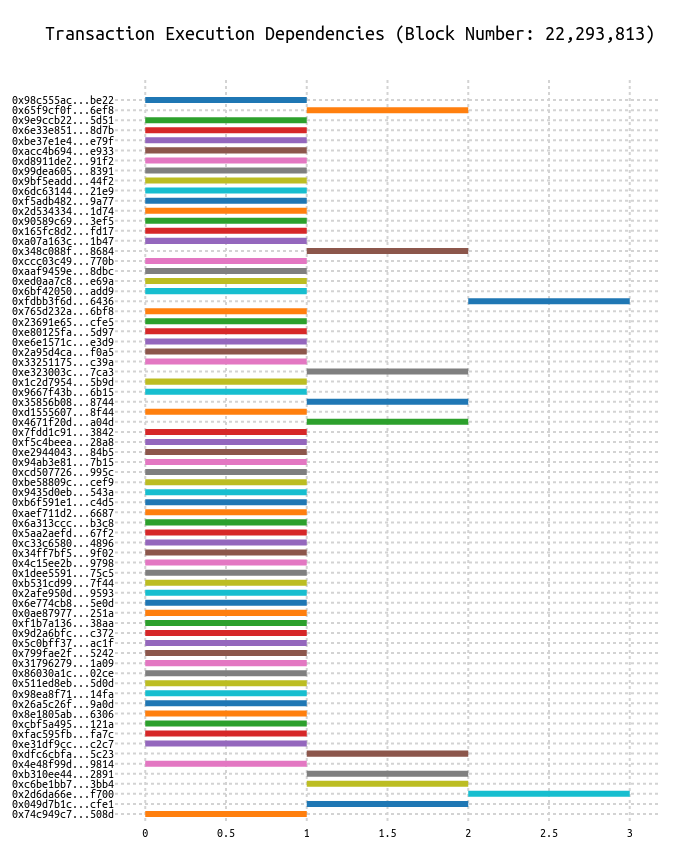 Transaction Execution Dependencies (Block Number: 22,293,813)
0x98c555ac...be22
0x65f9cf0f...6ef8
0x9e9ccb22...5d51
0x6e33e851...8d7b
0xbe37e1e4...e79f
0xacc4b694...e933
0xd8911de2...91f2
0x99dea605...8391
0x9bf5eadd...44f2
0x6dc63144...21e9
0xf5adb482...9a77
0x2d534334...1d74
0x90589c69...3ef5
0x165fc8d2...fd17
0xa07a163c...1b47
0x348c088f...8684
0xccc03c49...770b
0xaaf9459e...8dbc
0xed0aa7c8...e69a
0x6bf42050...add9
0xfdbb3f6d...6436
0x765d232a...6bf8
0x23691e65...cfe5
0xe80125fa...5d97
0xe6e1571c...e3d9
0x2a95d4ca...f0a5
0x33251175...c39a
0xe323003c...7ca3
0x1c2d7954...5b9d
0x9667f43b...6b15
0x35856b08...8744
0xd1555607...8f44
0x4671f20d...a04d
0x7fdd1c91...3842
0xf5c4beea...28a8
0xe2944043...84b5
0x94ab3e81...7b15
0xcd507726...995c
0xbe58809c...cef9
0x9435d0eb...543a
0xb6f591e1...c4d5
0xaef711d2...6687
0x6a313ccc...b3c8
0x5aa2aefd...67f2
0xc33c6580...4896
0x34ff7bf5...9f02
0x4c15ee2b...9798
0x1dee5591...75c5
0xb531cd99...7f44
0x2afe950d...9593
0x6e774cb8...5e0d
0x0ae87977...251a
0xf1b7a136...38aa
0x9d2a6bfc...c372
0x5c0bff37...ac1f
0x799fae2f...5242
0x31796279...1a09
0x86030a1c...02ce
0x511ed8eb...5d0d
0x98ea8f71...14fa
0x26a5c26f...9a0d
0x8e1805ab...6306
0xcbf5a495...121a
0xfac595fb...fa7c
0xe31df9cc...c2c7
0xdfc6cbfa...5c23
0x4e48f99d...9814
0xb310ee44...2891
0xc6be1bb7...3bb4
0x2d6da66e...f700
0x049d7b1c...cfe1
0x74c949c7...508d
0 0.5 1 1.5 2 2.5 3